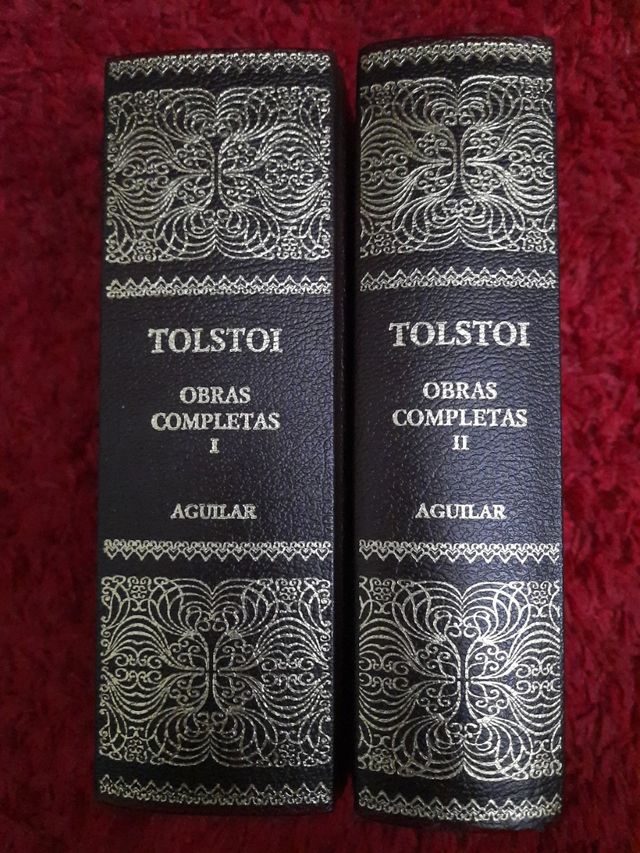 TOLSTOI
OBRAS
COMPLETAS
I
AGUILAR
TOLSTOI
OBRAS
COMPLETAS
II
AGUILAR